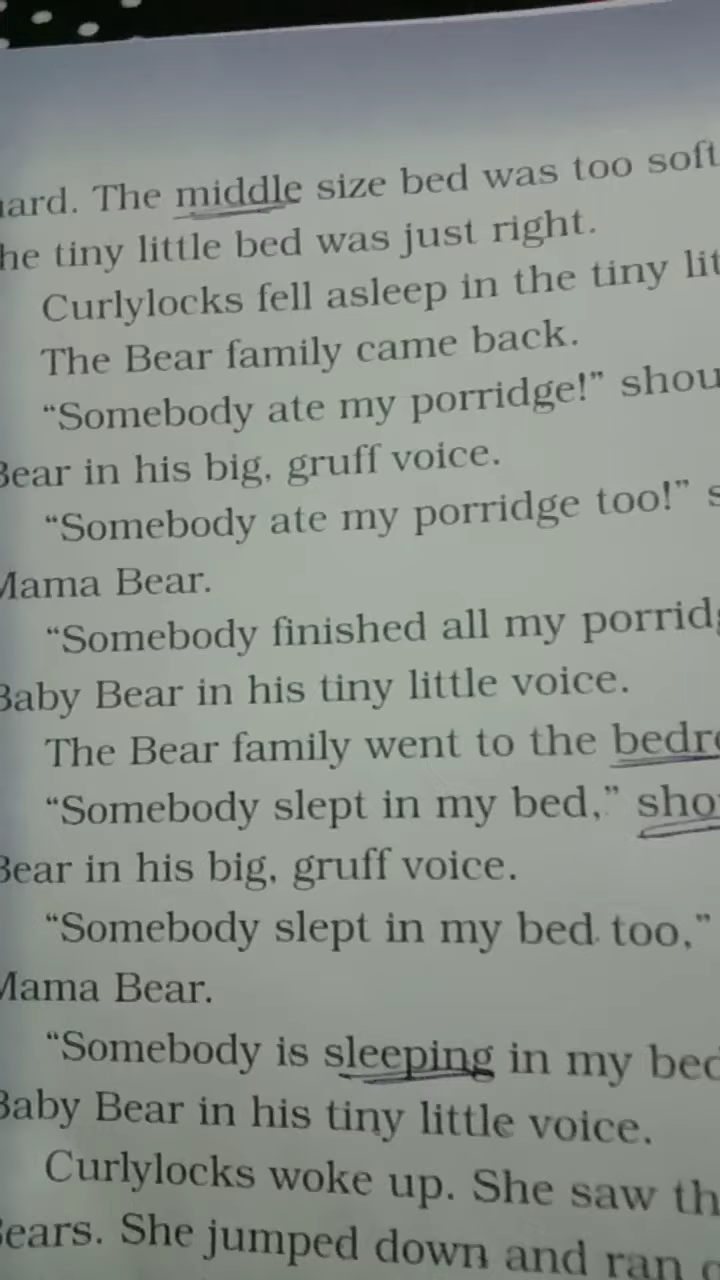 ard. The middle size bed was too soft
he tiny little bed was just right.
Curlylocks fell asleep in the tiny lit
The Bear family came back.
“Somebody ate my porridge!” shou
Bear in his big, gruff voice.
“Somebody ate my porridge too!” s
Mama Bear.
“Somebody finished all my porridg
Baby Bear in his tiny little voice.
The Bear family went to the bedro
“Somebody slept in my bed,” shou
Bear in his big, gruff voice.
“Somebody slept in my bed too,”
Mama Bear.
“Somebody is sleeping in my bed
Baby Bear in his tiny little voice.
Curlylocks woke up. She saw th
Bears. She jumped down and ran